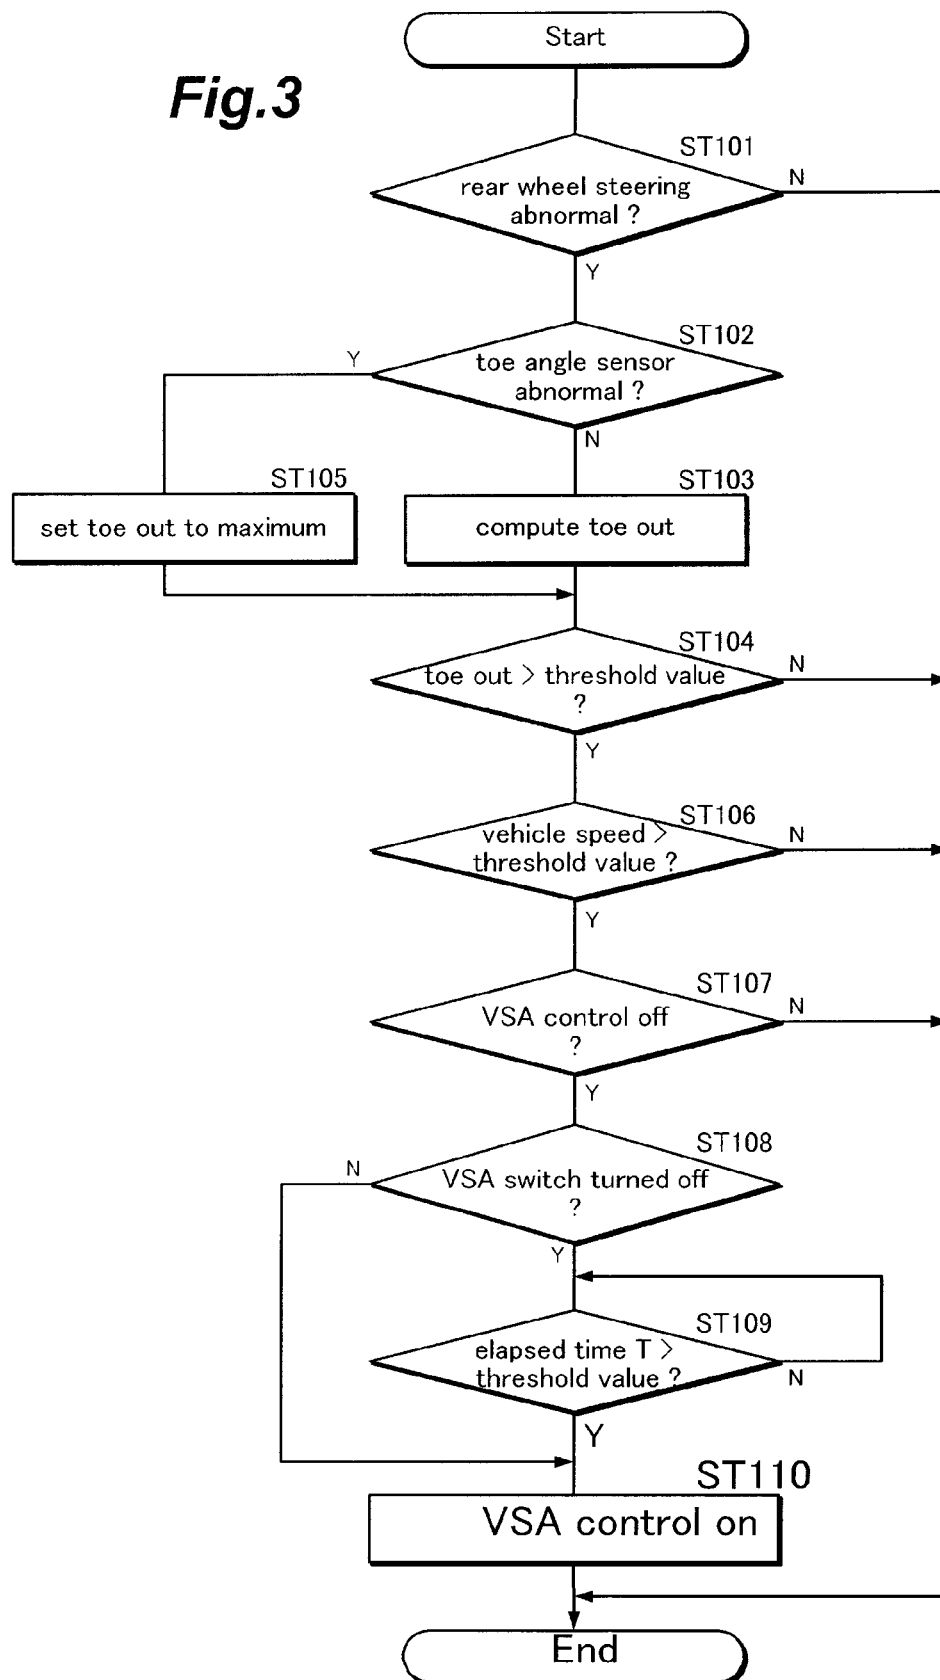 Start
Fig.3
ST101
rear wheel steering
abnormal ?
N
Y
ST102
Y
toe angle sensor
abnormal ?
N
ST105
set toe out to maximum
ST103
compute toe out
ST104
toe out > threshold value
?
N
Y
ST106
vehicle speed >
threshold value ?
N
Y
ST107
VSA control off
?
N
Y
ST108
N
VSA switch turned off
?
Y
ST109
elapsed time T >
threshold value ?
N
Y
ST110
VSA control on
End